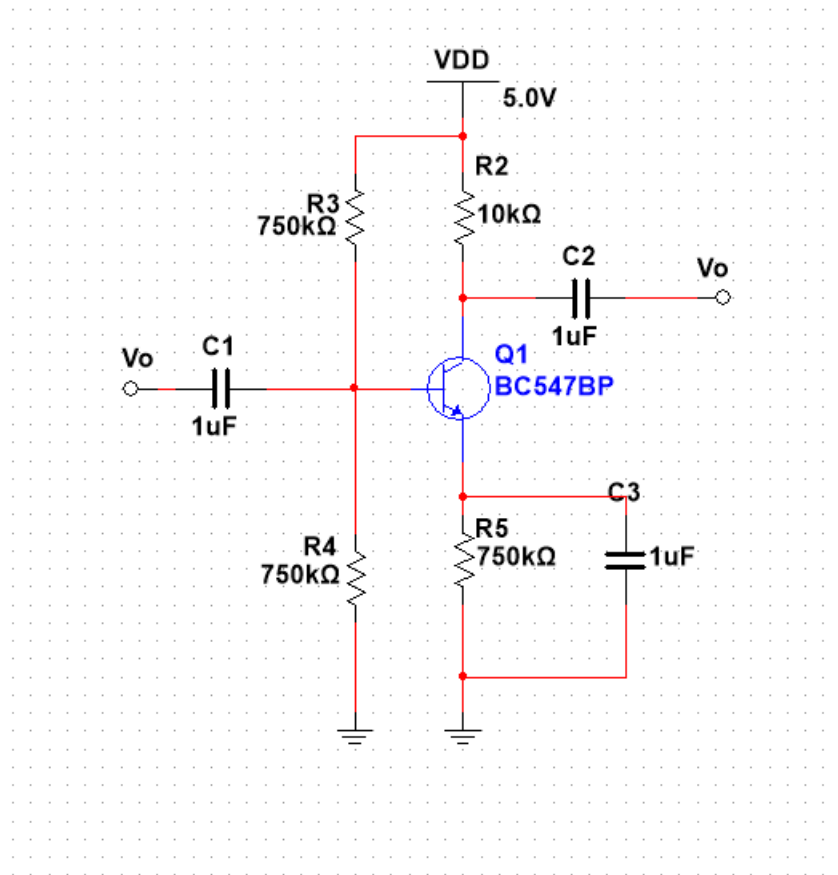 VDD
5.0V
R2
10kΩ
R3
750kΩ
C2
1uF
Vo
Vo
C1
1uF
Q1
BC547BP
C3
1uF
R5
750kΩ
R4
750kΩ